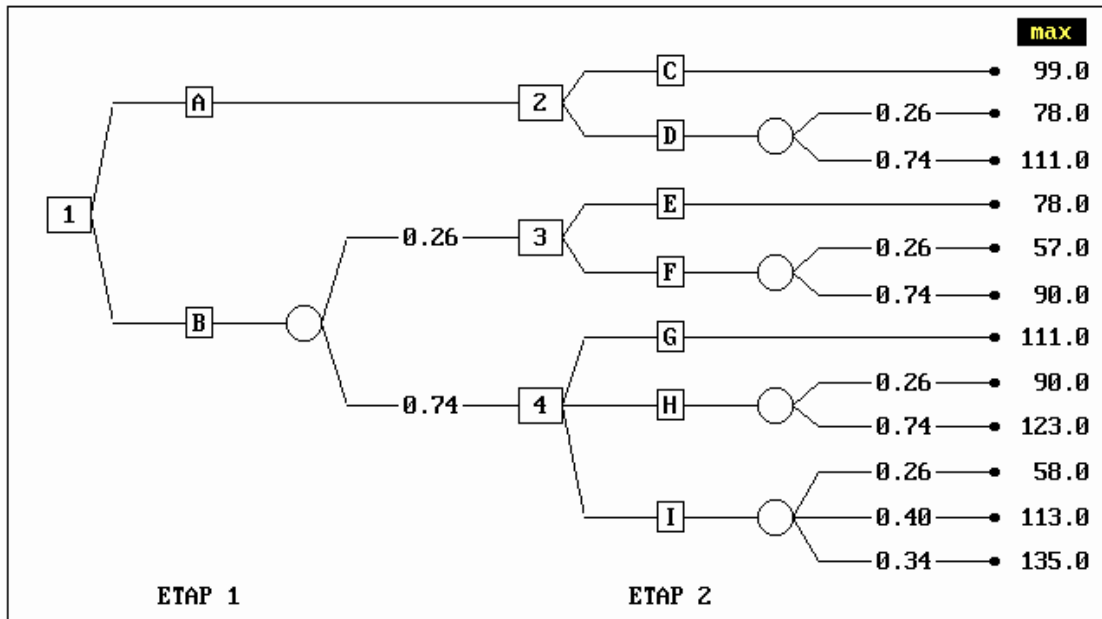 max
C 99.0
A 2 0.26 78.0
D
0.74 111.0
E 78.0
1
0.26 3 0.26 57.0
F
0.74 90.0
B G 111.0
0.26 90.0
0.74 4 H
0.74 123.0
0.26 58.0
I 0.40 113.0
0.34 135.0
ETAP 1 ETAP 2